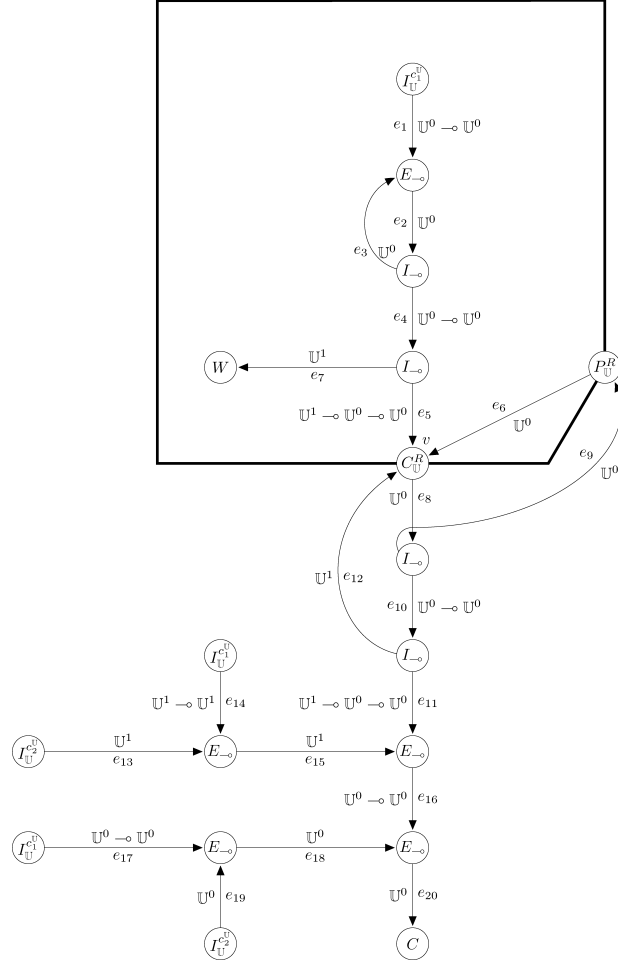 I_𝕌^{c_1^𝕌}
e_1 𝕌^0 ⊸ 𝕌^0
E_⊸
e_2 𝕌^0
e_3 𝕌^0
I_⊸
e_4 𝕌^0 ⊸ 𝕌^0
W
𝕌^1
e_7
I_⊸
P_𝕌^R
𝕌^1 ⊸ 𝕌^0 ⊸ 𝕌^0 e_5
e_6
𝕌^0
v
C_𝕌^R
e_9
𝕌^0
𝕌^0 e_8
I_⊸
𝕌^1 e_12
e_10 𝕌^0 ⊸ 𝕌^0
I_𝕌^{c_1^𝕌}
I_⊸
𝕌^1 ⊸ 𝕌^1 e_14
𝕌^1 ⊸ 𝕌^0 ⊸ 𝕌^0 e_11
I_𝕌^{c_2^𝕌}
𝕌^1
e_13
E_⊸
𝕌^1
e_15
E_⊸
𝕌^0 ⊸ 𝕌^0 e_16
I_𝕌^{c_1^𝕌}
𝕌^0 ⊸ 𝕌^0
e_17
E_⊸
𝕌^0
e_18
E_⊸
𝕌^0 e_19
𝕌^0 e_20
I_𝕌^{c_2^𝕌}
C